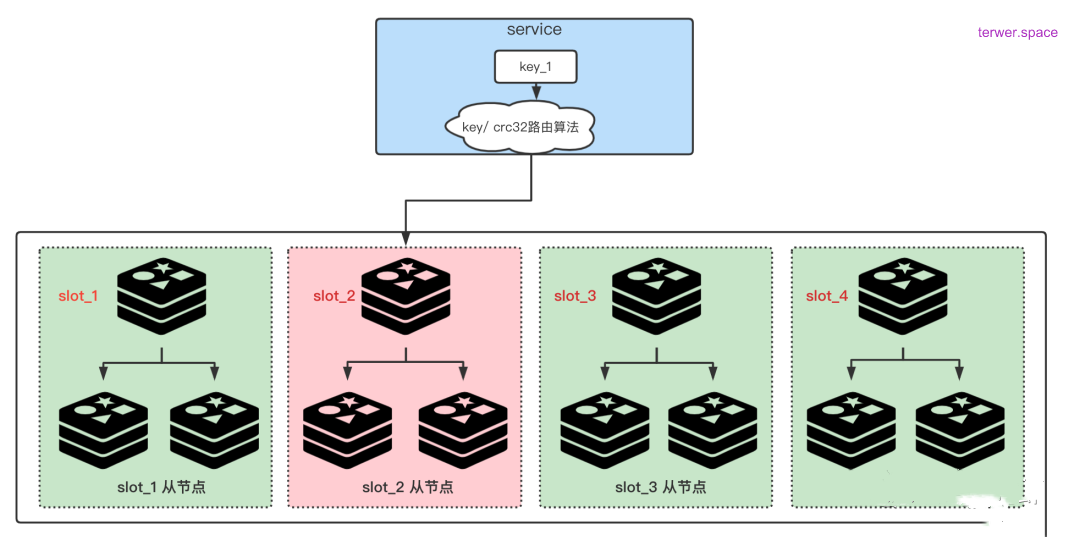 service
terwer.space
key_1
key/ crc32路由算法
slot_1
slot_2
slot_3
slot_4
slot_1 从节点
slot_2 从节点
slot_3 从节点